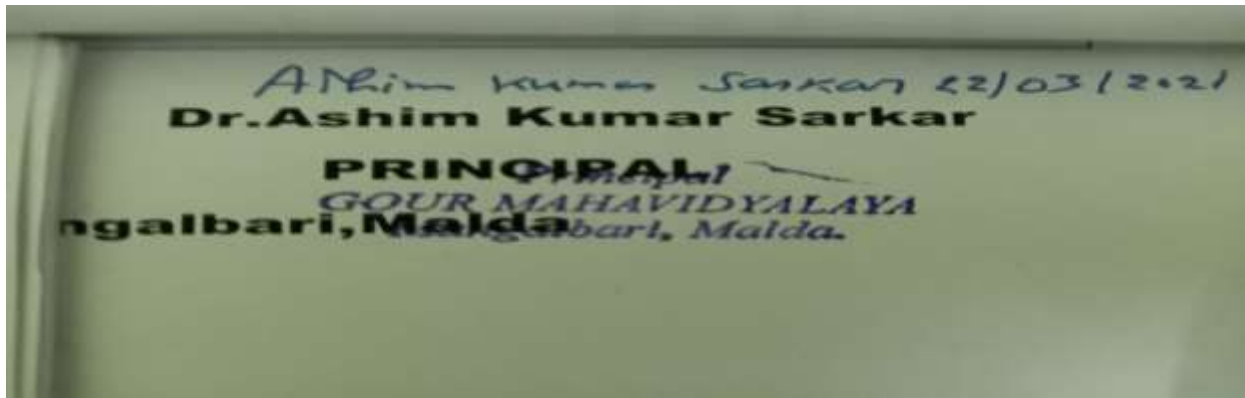 Ashim Kumar Sarkar 22/03/2021
Dr.Ashim Kumar Sarkar
PRINCIPAL
Principal
GOUR MAHAVIDYALAYA
ngalbari,Malda
Mangalbari, Malda.